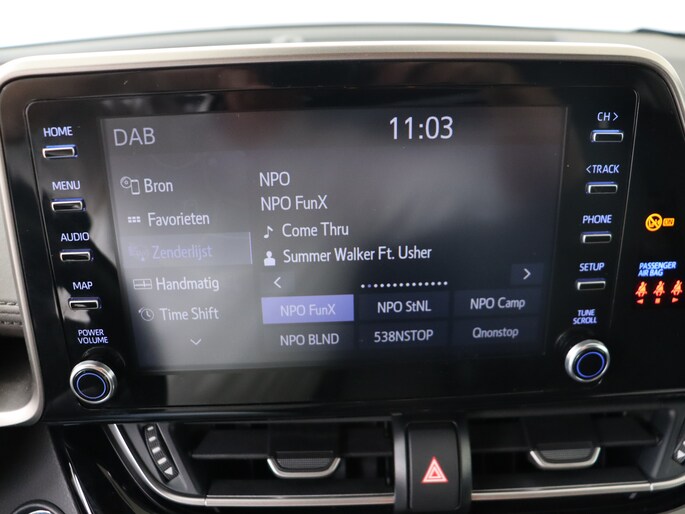 HOME
MENU
AUDIO
MAP
POWER
VOLUME
DAB
11:03
Bron
Favorieten
Zenderlijst
Handmatig
Time Shift
NPO
NPO FunX
Come Thru
Summer Walker Ft. Usher
NPO FunX
NPO StNL
NPO Camp
NPO BLND
538NSTOP
Qnonstop
CH >
< TRACK
PHONE
SETUP
TUNE
SCROLL
PASSENGER
AIR BAG